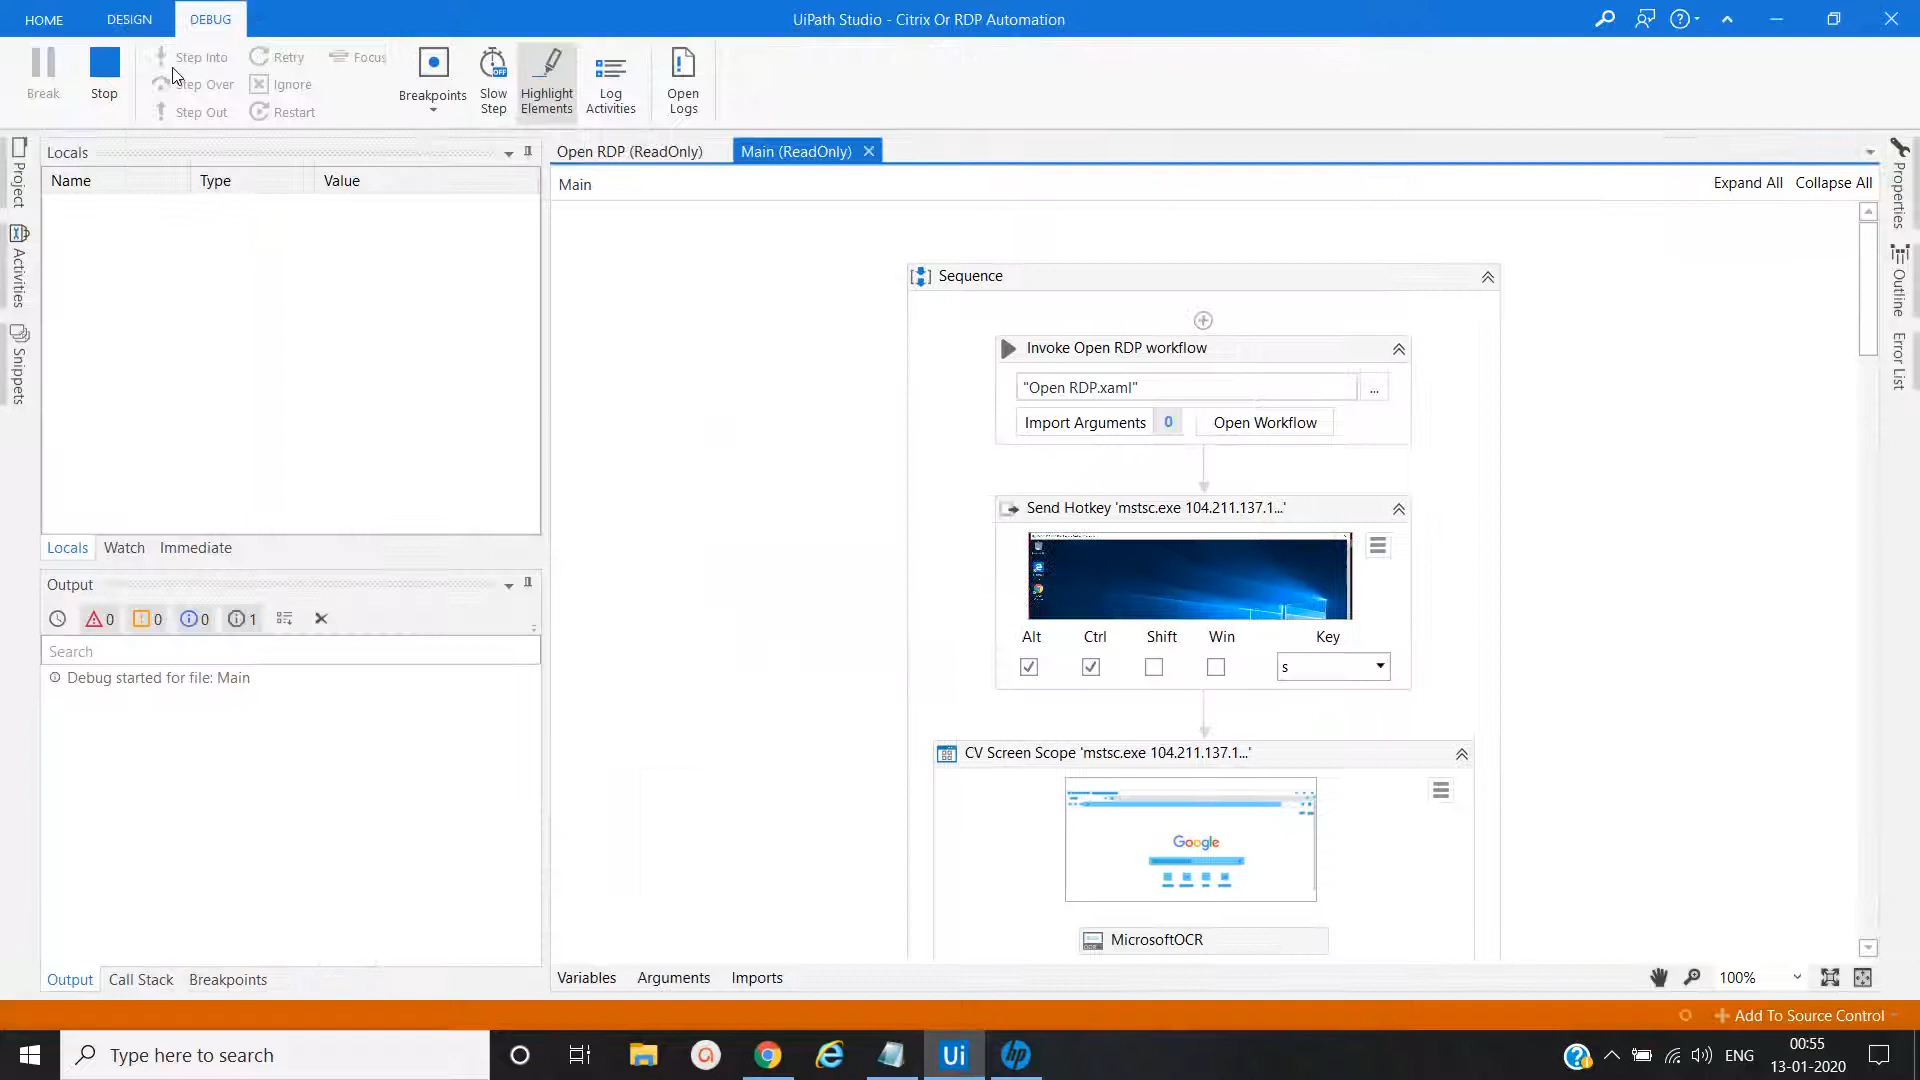 HOME DESIGN DEBUG UiPath Studio - Citrix Or RDP Automation
Break
Stop
Step Into
Step Over
Step Out
Retry
Ignore
Restart
Focus
Breakpoints
Slow Step
Highlight Elements
Log Activities
Open Logs
Project
Activities
Snippets
Locals
Name Type Value
Locals Watch Immediate
Output
0 0 0 1
Search
Debug started for file: Main
Output Call Stack Breakpoints
Open RDP (ReadOnly) Main (ReadOnly)
Main Expand All Collapse All
Sequence
Invoke Open RDP workflow
"Open RDP.xaml" ...
Import Arguments 0 Open Workflow
Send Hotkey 'mstsc.exe 104.211.137.1...'
Alt Ctrl Shift Win Key
s
CV Screen Scope 'mstsc.exe 104.211.137.1...'
Google
MicrosoftOCR
Variables Arguments Imports 100%
Properties
Outline
Error List
Add To Source Control
Type here to search
Ui
hp
ENG
00:55
13-01-2020